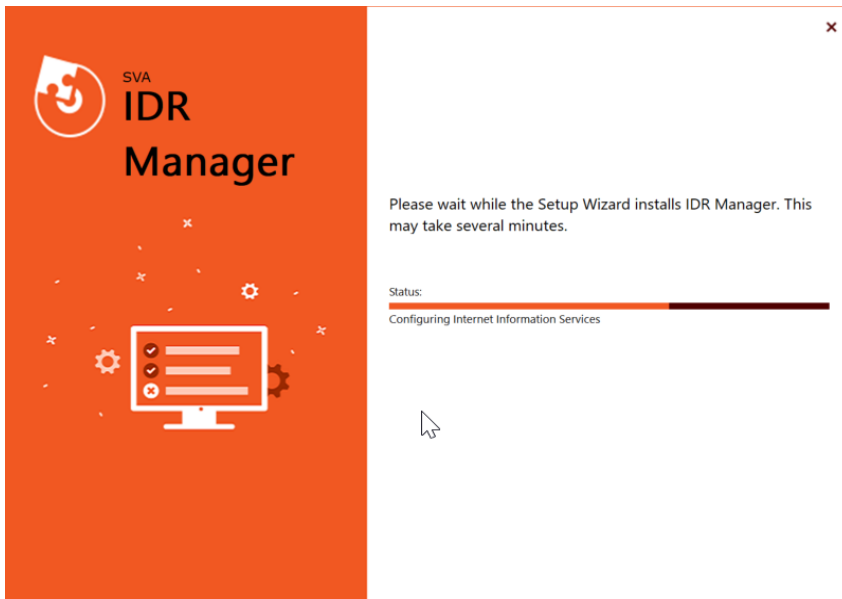 SVA
IDR
Manager
Please wait while the Setup Wizard installs IDR Manager. This
may take several minutes.
Status:
Configuring Internet Information Services